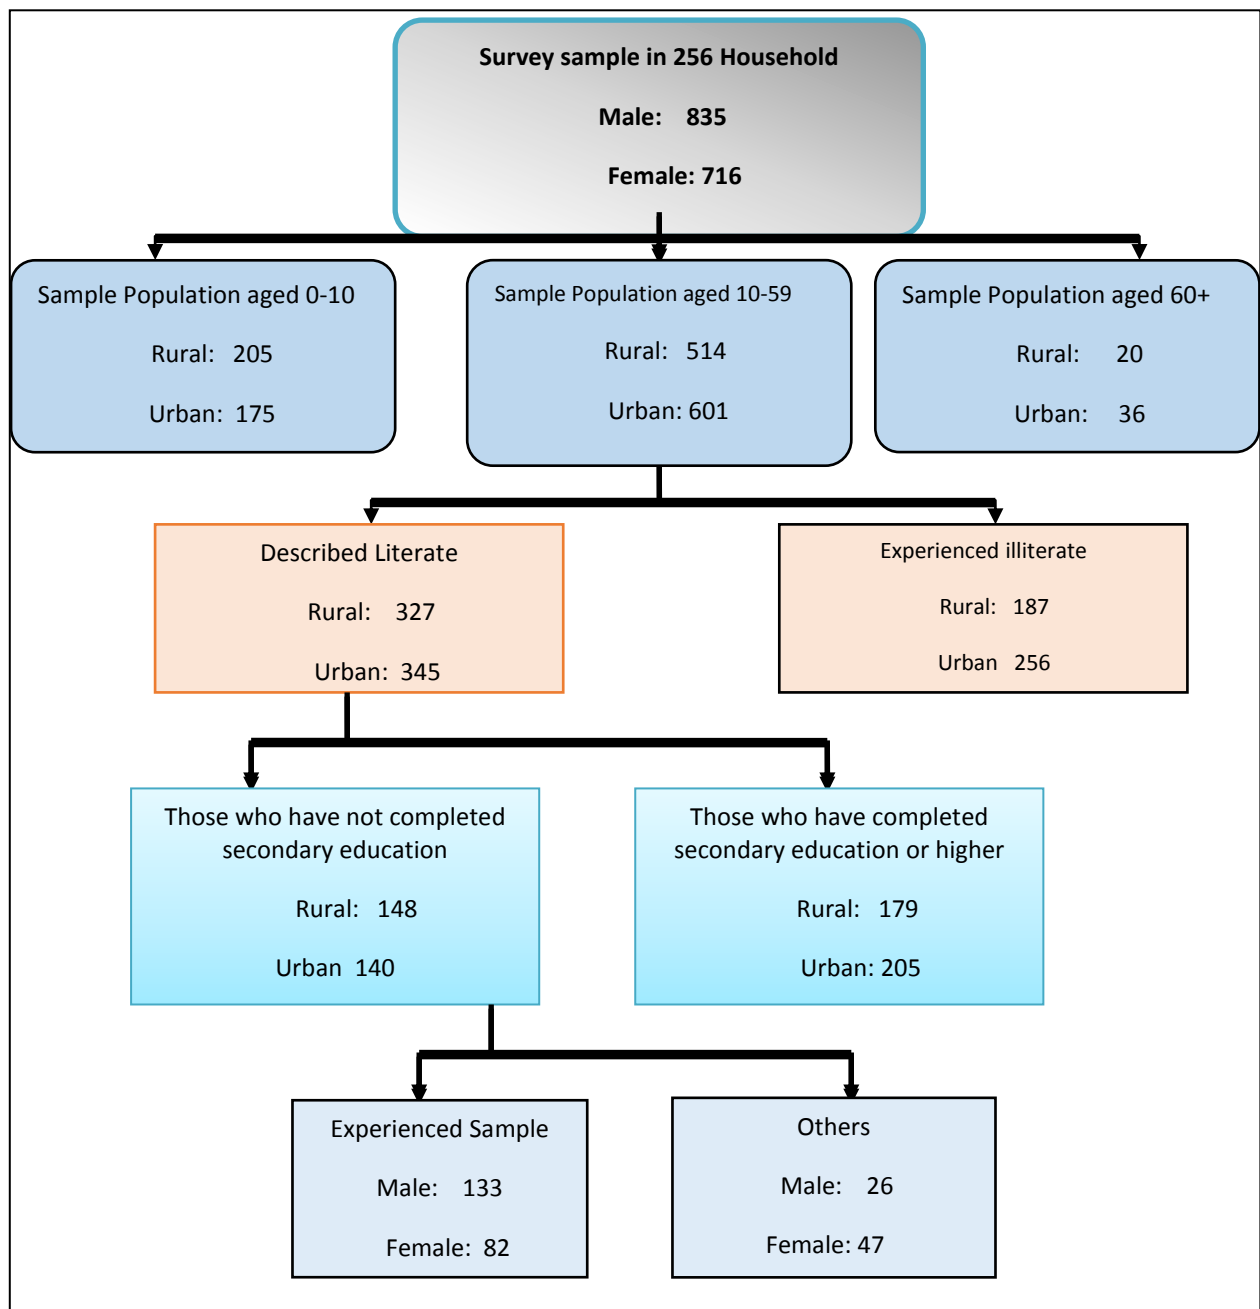 Survey sample in 256 Household
Male: 835
Female: 716
Sample Population aged 0-10
Rural: 205
Urban: 175
Sample Population aged 10-59
Rural: 514
Urban: 601
Sample Population aged 60+
Rural: 20
Urban: 36
Described Literate
Rural: 327
Urban: 345
Experienced illiterate
Rural: 187
Urban 256
Those who have not completed
secondary education
Rural: 148
Urban 140
Those who have completed
secondary education or higher
Rural: 179
Urban: 205
Experienced Sample
Male: 133
Female: 82
Others
Male: 26
Female: 47